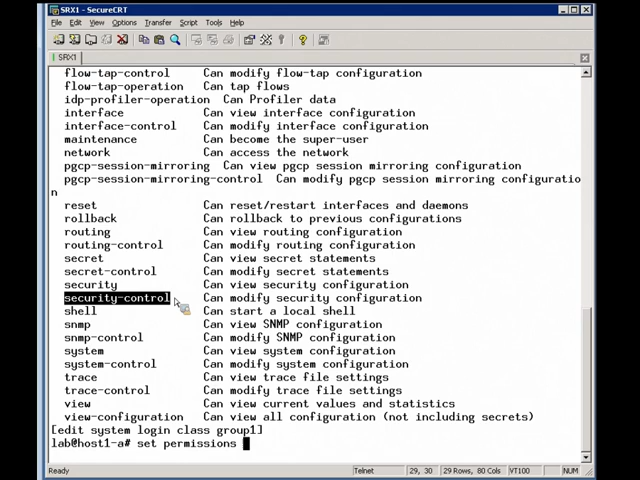 SRX1 - SecureCRT
File Edit View Options Transfer Script Tools Help
SRX1
flow-tap-control Can modify flow-tap configuration
flow-tap-operation Can tap flows
idp-profiler-operation Can Profiler data
interface Can view interface configuration
interface-control Can modify interface configuration
maintenance Can become the super-user
network Can access the network
pgcp-session-mirroring Can view pgcp session mirroring configuration
pgcp-session-mirroring-control Can modify pgcp session mirroring configuratio
n
reset Can reset/restart interfaces and daemons
rollback Can rollback to previous configurations
routing Can view routing configuration
routing-control Can modify routing configuration
secret Can view secret statements
secret-control Can modify secret statements
security Can view security configuration
security-control Can modify security configuration
shell Can start a local shell
snmp Can view SNMP configuration
snmp-control Can modify SNMP configuration
system Can view system configuration
system-control Can modify system configuration
trace Can view trace file settings
trace-control Can modify trace file settings
view Can view current values and statistics
view-configuration Can view all configuration (not including secrets)
[edit system login class group1]
lab@host1-a# set permissions
Ready Telnet 29, 30 29 Rows, 80 Cols VT100 NUM